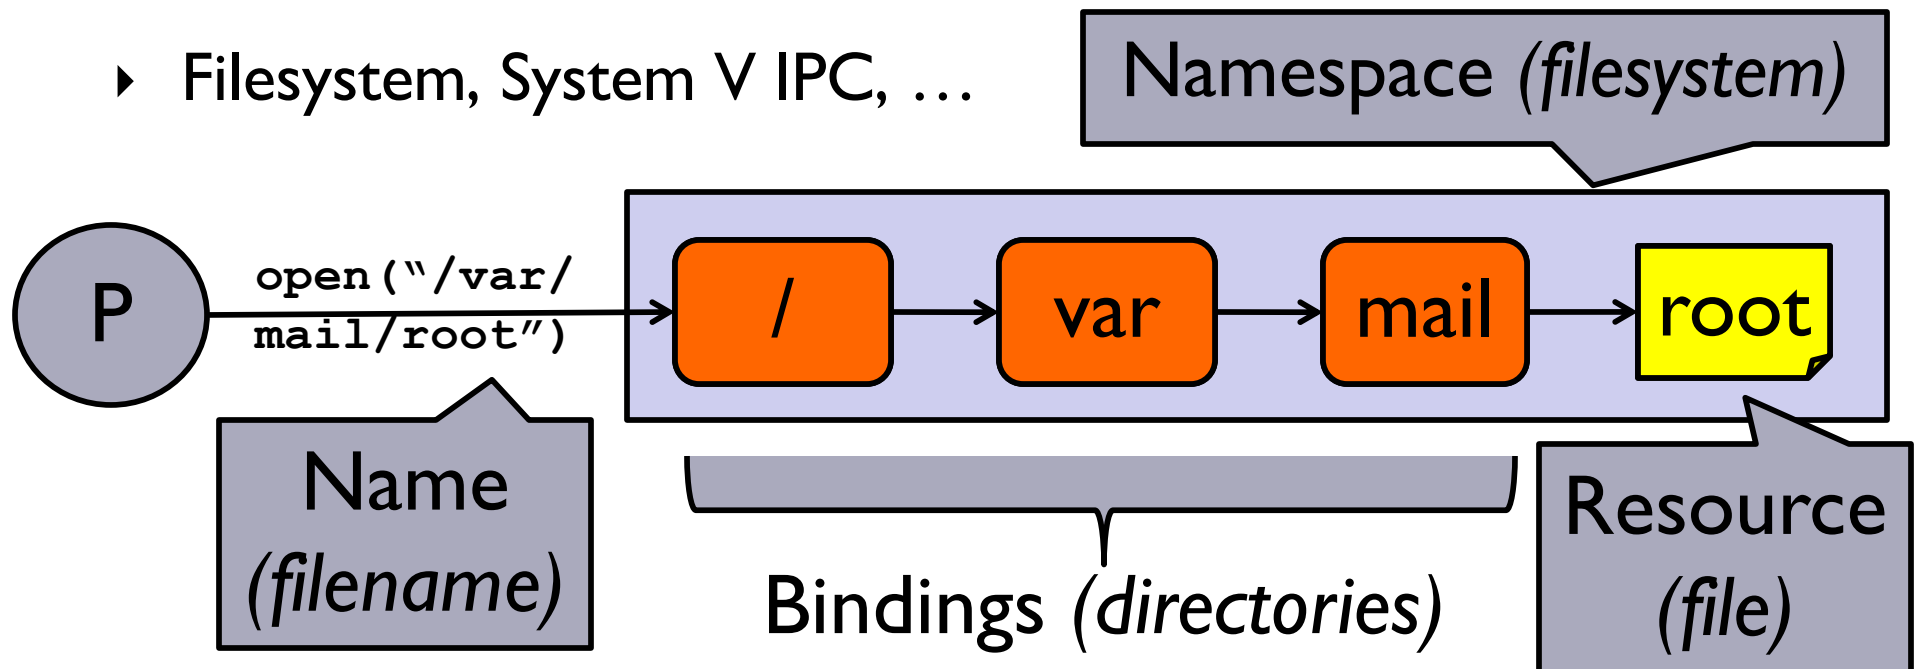 ▸ Filesystem, System V IPC, …
Namespace (filesystem)
P
open(“/var/
mail/root”)
/
var
mail
root
Name
(filename)
Bindings (directories)
Resource
(file)